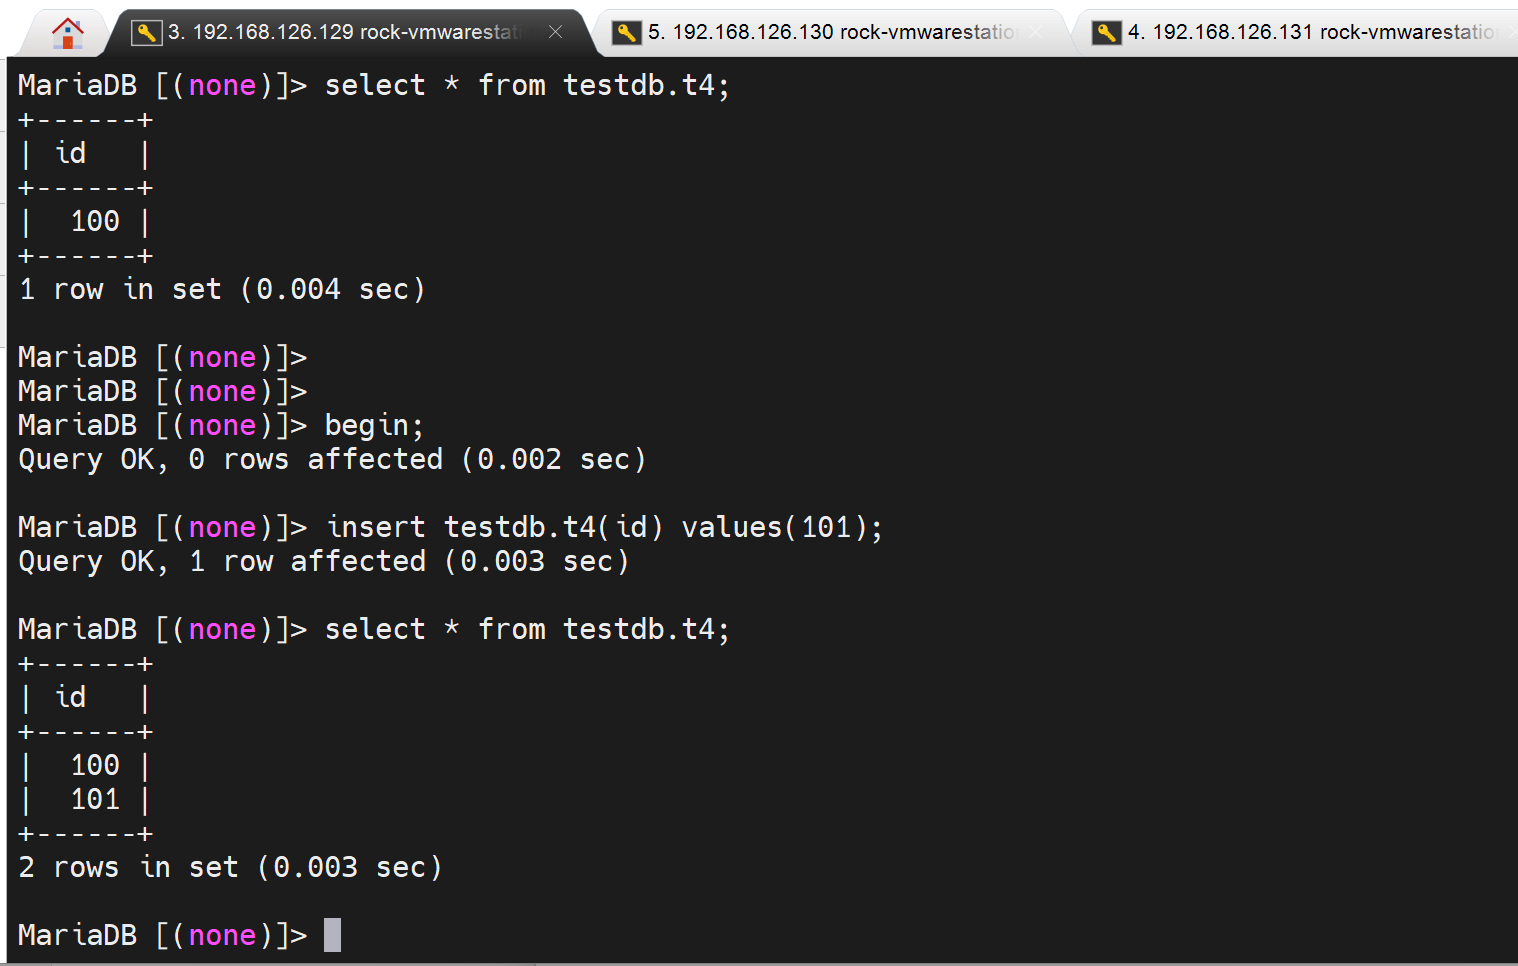 3. 192.168.126.129 rock-vmwarestati
5. 192.168.126.130 rock-vmwarestatio
4. 192.168.126.131 rock-vmwarestatio
MariaDB [(none)]> select * from testdb.t4;
+------+
| id   |
+------+
|  100 |
+------+
1 row in set (0.004 sec)
MariaDB [(none)]>
MariaDB [(none)]>
MariaDB [(none)]> begin;
Query OK, 0 rows affected (0.002 sec)
MariaDB [(none)]> insert testdb.t4(id) values(101);
Query OK, 1 row affected (0.003 sec)
MariaDB [(none)]> select * from testdb.t4;
+------+
| id   |
+------+
|  100 |
|  101 |
+------+
2 rows in set (0.003 sec)
MariaDB [(none)]>